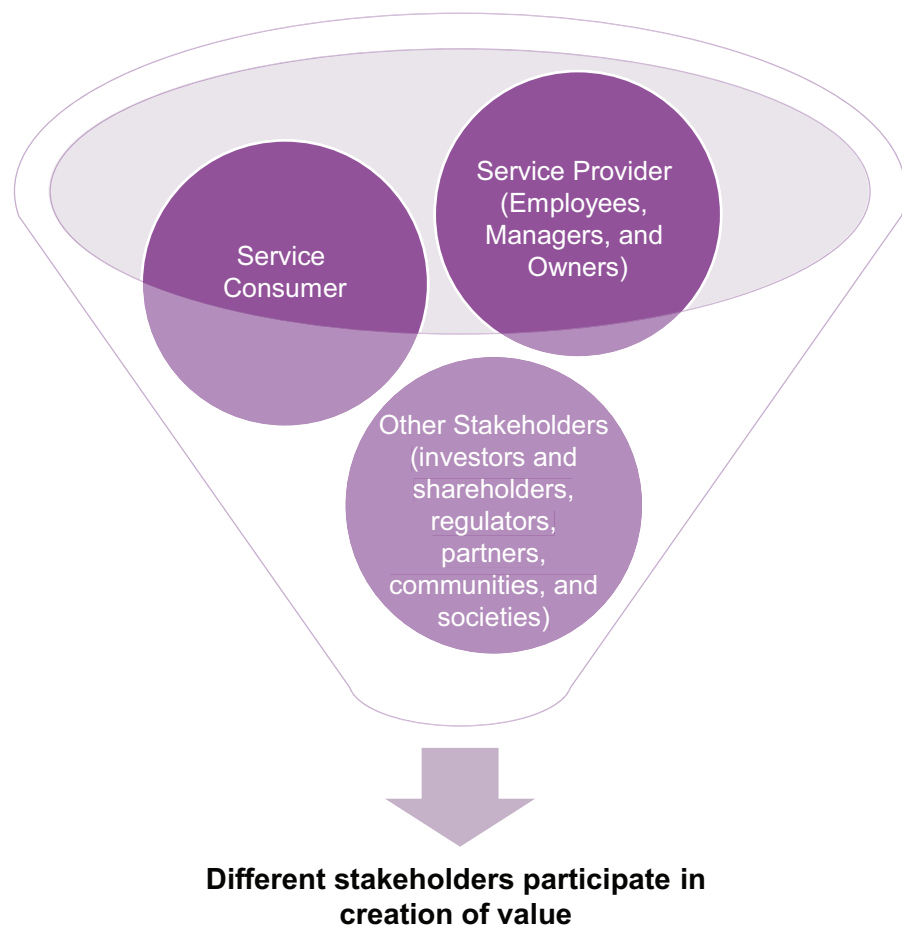 Service Provider
(Employees,
Managers, and
Owners)
Service
Consumer
Other Stakeholders
(investors and
shareholders,
regulators,
partners,
communities, and
societies)
Different stakeholders participate in
creation of value